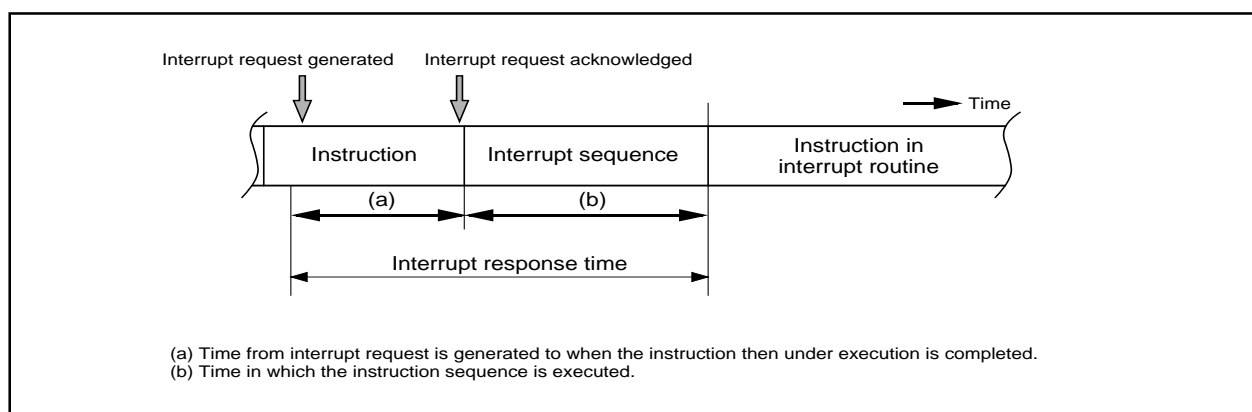 Interrupt request generated
Interrupt request acknowledged
Time
Instruction
Interrupt sequence
Instruction in
interrupt routine
(a)
(b)
Interrupt response time
(a) Time from interrupt request is generated to when the instruction then under execution is completed.
(b) Time in which the instruction sequence is executed.